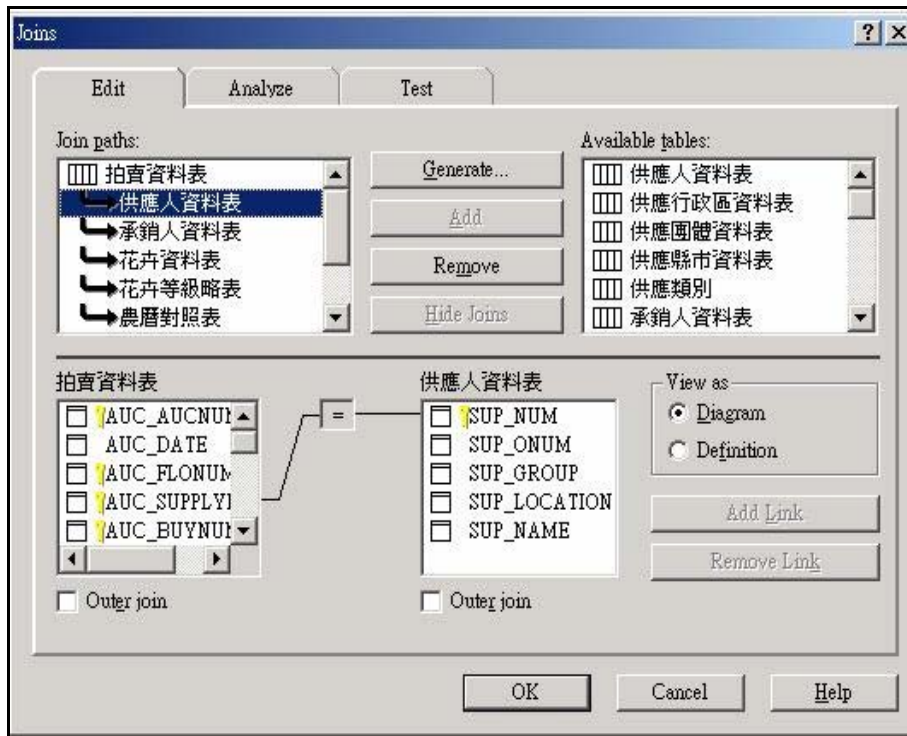 Joins
Edit
Analyze
Test
Join paths:
拍賣資料表
供應人資料表
承銷人資料表
花卉資料表
花卉等級略表
農曆對照表
Generate...
Add
Remove
Hide Joins
Available tables:
供應人資料表
供應行政區資料表
供應團體資料表
供應縣市資料表
供應類別
承銷人資料表
拍賣資料表
AUC_AUCNUM
AUC_DATE
AUC_FLONUM
AUC_SUPPLY
AUC_BUYNUM
Outer join
=
供應人資料表
SUP_NUM
SUP_ONUM
SUP_GROUP
SUP_LOCATION
SUP_NAME
Outer join
View as
Diagram
Definition
Add Link
Remove Link
OK
Cancel
Help